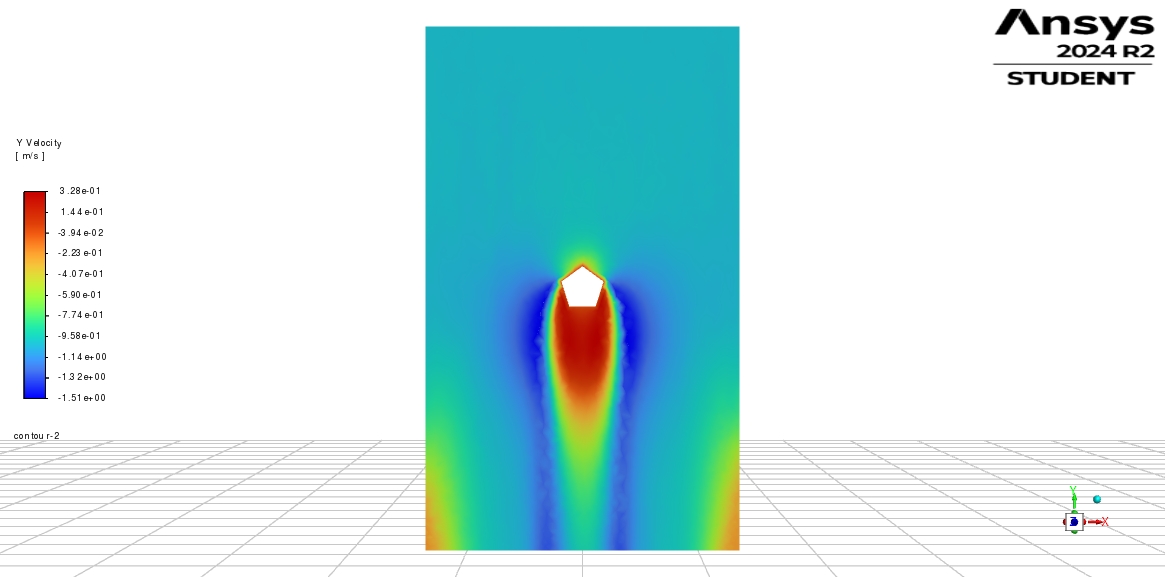 Ansys
2024 R2
STUDENT
Y Velocity
[ m/s ]
3.28e-01
1.44e-01
-3.94e-02
-2.23e-01
-4.07e-01
-5.90e-01
-7.74e-01
-9.58e-01
-1.14e+00
-1.32e+00
-1.51e+00
contour-2
Y
Z
X